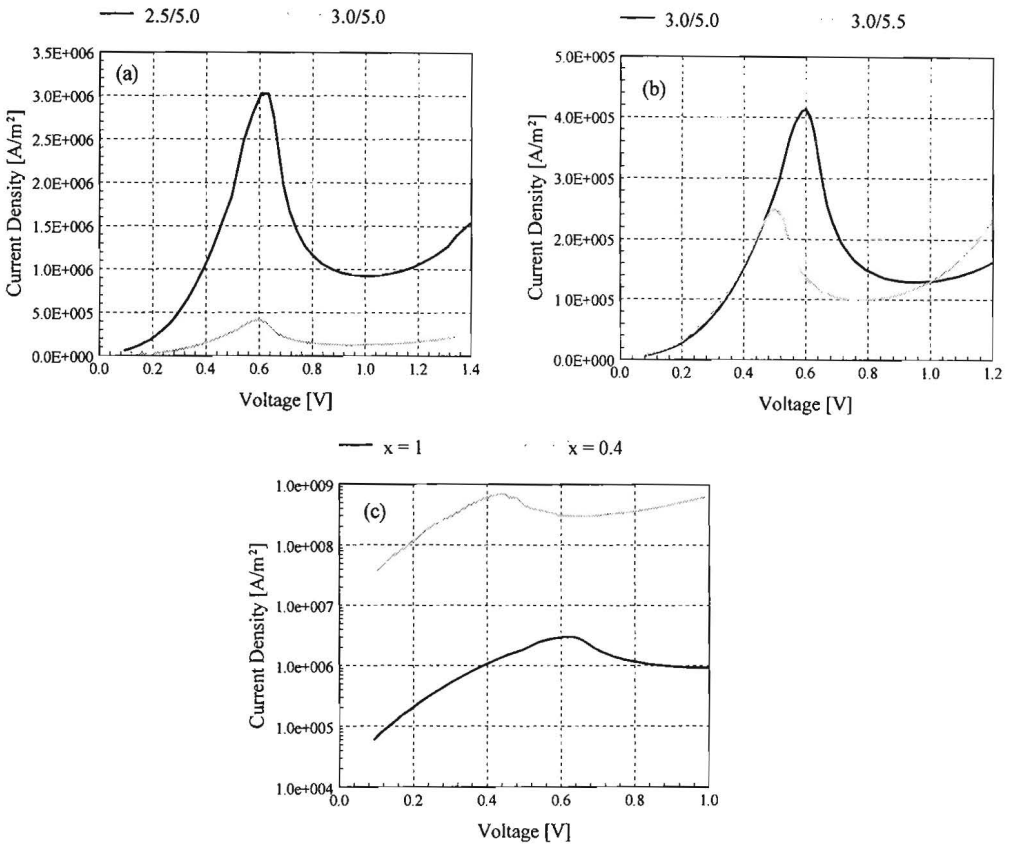 2.5/5.0 3.0/5.0
3.0/5.0 3.0/5.5
3.5E+006
3.0E+006
2.5E+006
2.0E+006
1.5E+006
1.0E+006
5.0E+005
0.0E+000
(a)
Current Density [A/m²]
0.0 0.2 0.4 0.6 0.8 1.0 1.2 1.4
Voltage [V]
5.0E+005
4.0E+005
3.0E+005
2.0E+005
1.0E+005
0.0E+000
(b)
Current Density [A/m²]
0.0 0.2 0.4 0.6 0.8 1.0 1.2
Voltage [V]
x = 1 x = 0.4
1.0e+009
1.0e+008
1.0e+007
1.0e+006
1.0e+005
1.0e+004
(c)
Current Density [A/m²]
0.0 0.2 0.4 0.6 0.8 1.0
Voltage [V]